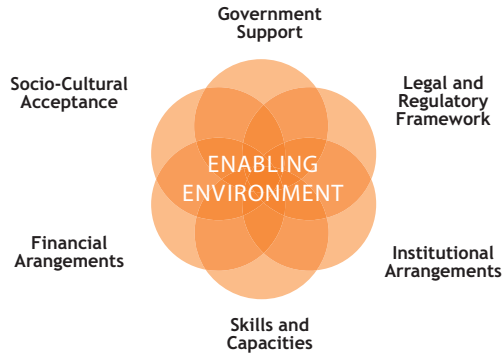 Government
Support
Socio-Cultural
Acceptance
Legal and
Regulatory
Framework
ENABLING
ENVIRONMENT
Financial
Arangements
Institutional
Arrangements
Skills and
Capacities